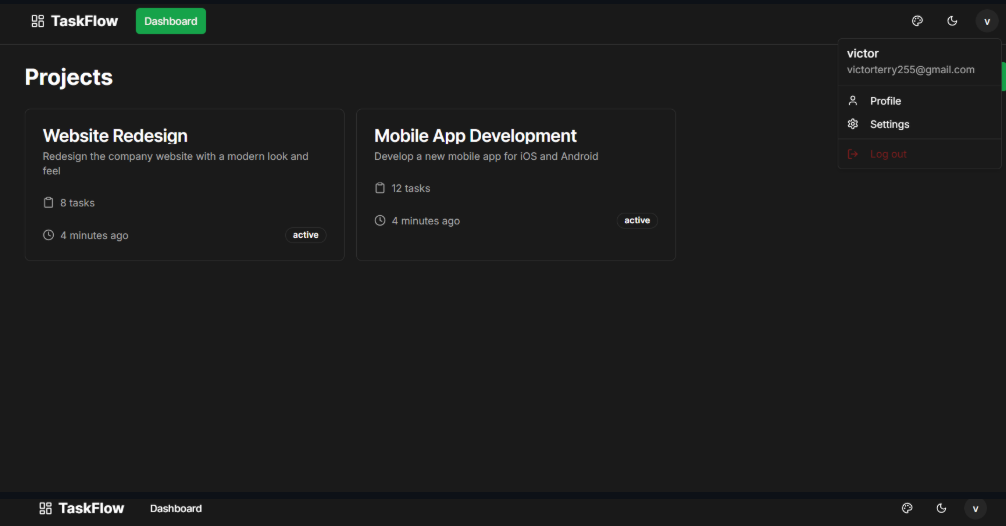 TaskFlow Dashboard v
victor
victorterry255@gmail.com
Profile
Settings
Log out
Projects
Website Redesign
Redesign the company website with a modern look and
feel
8 tasks
4 minutes ago active
Mobile App Development
Develop a new mobile app for iOS and Android
12 tasks
4 minutes ago active
TaskFlow Dashboard v